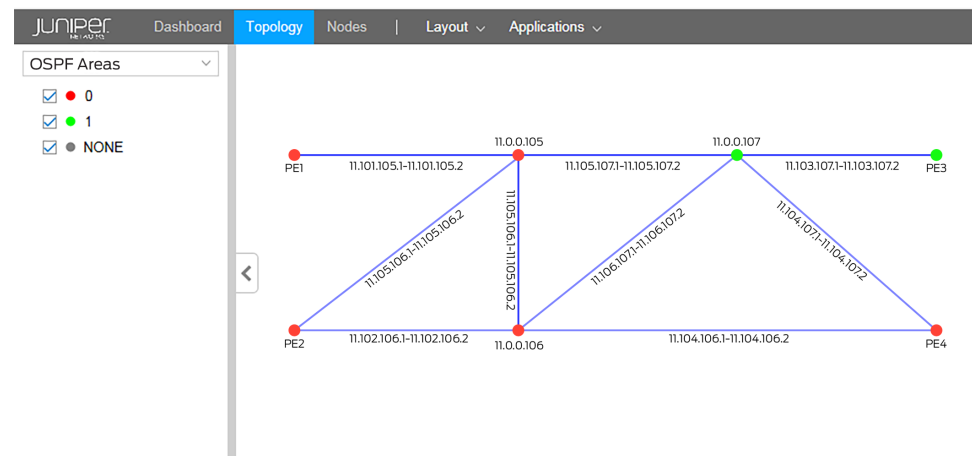 JUNIPER NETWORKS
Dashboard
Topology
Nodes
|
Layout
Applications
OSPF Areas
0
1
NONE
11.0.0.105
11.0.0.107
PE1
11.101.105.1-11.101.105.2
11.105.107.1-11.105.107.2
11.103.107.1-11.103.107.2
PE3
11.105.106.1-11.105.106.2
11.105.106.1-11.105.106.2
11.106.107.1-11.106.107.2
11.104.107.1-11.104.107.2
PE2
11.102.106.1-11.102.106.2
11.0.0.106
11.104.106.1-11.104.106.2
PE4